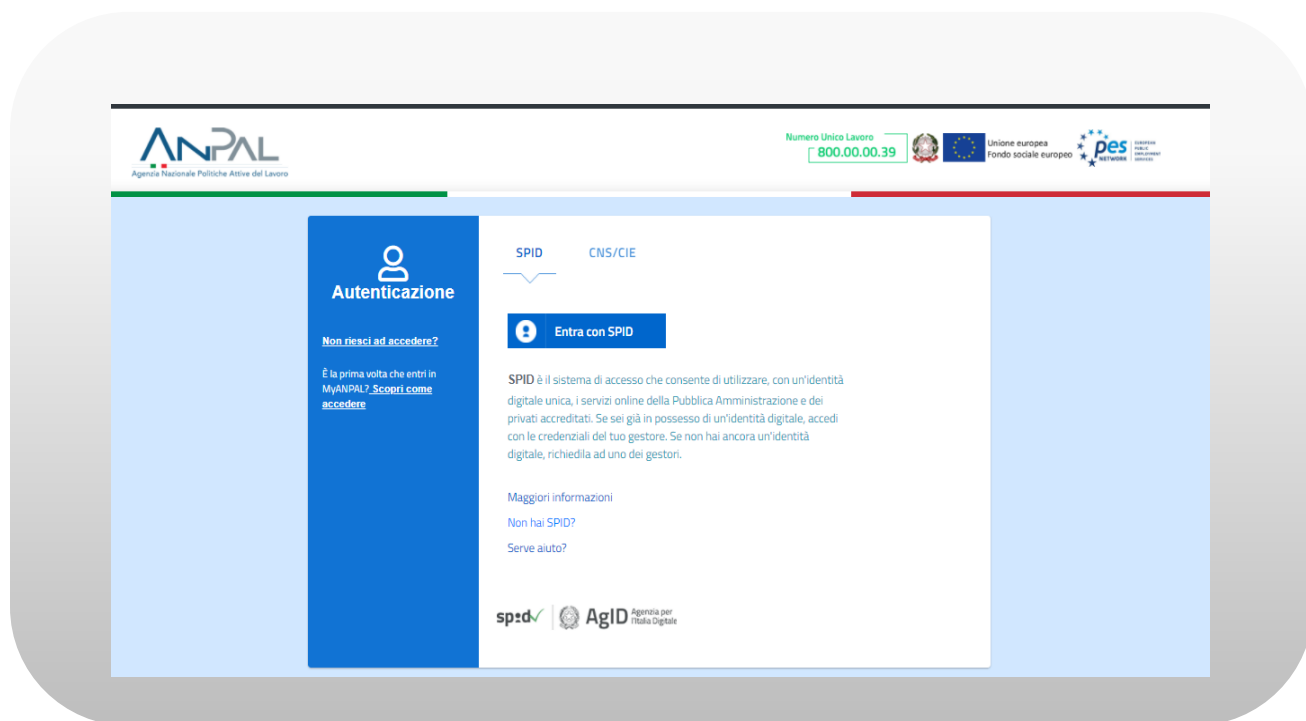 ANPAL
Agenzia Nazionale Politiche Attive del Lavoro
Numero Unico Lavoro
800.00.00.39
Unione europea
Fondo sociale europeo
pes
NETWORK
EUROPEAN
PUBLIC
EMPLOYMENT
SERVICES
Autenticazione
Non riesci ad accedere?
È la prima volta che entri in
MyANPAL? Scopri come
accedere
SPID CNS/CIE
Entra con SPID
SPID è il sistema di accesso che consente di utilizzare, con un'identità
digitale unica, i servizi online della Pubblica Amministrazione e dei
privati accreditati. Se sei già in possesso di un'identità digitale, accedi
con le credenziali del tuo gestore. Se non hai ancora un'identità
digitale, richiedila ad uno dei gestori.
Maggiori informazioni
Non hai SPID?
Serve aiuto?
spid
AgID
Agenzia per
l'Italia Digitale